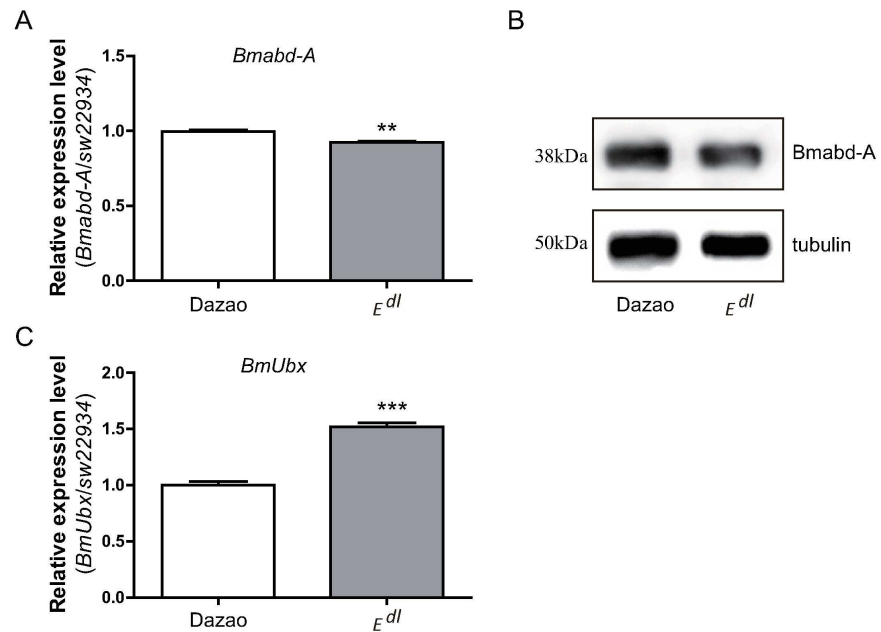 A
Bmabd-A
Relative expression level
(Bmabd-A/sw22934)
1.5
1.0
0.5
0.0
**
Dazao
E dl
B
38kDa
Bmabd-A
50kDa
tubulin
Dazao
E dl
C
BmUbx
Relative expression level
(BmUbx/sw22934)
2.0
1.5
1.0
0.5
0.0
***
Dazao
E dl